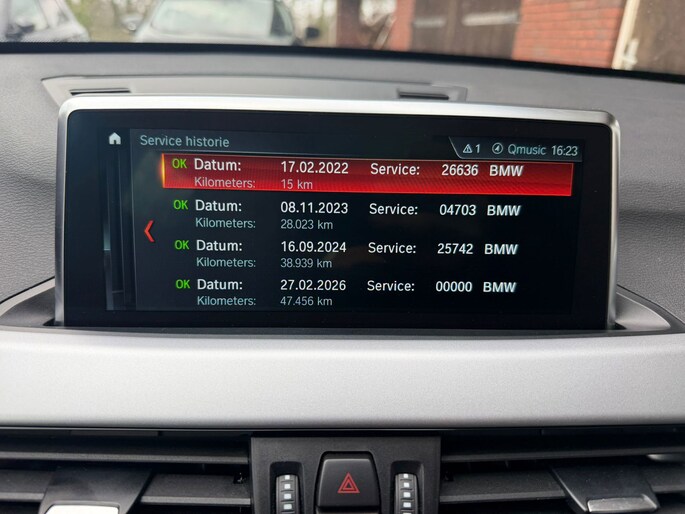 Service historie
1 Qmusic 16:23
OK Datum: 17.02.2022 Service: 26636 BMW
Kilometers: 15 km
OK Datum: 08.11.2023 Service: 04703 BMW
Kilometers: 28.023 km
OK Datum: 16.09.2024 Service: 25742 BMW
Kilometers: 38.939 km
OK Datum: 27.02.2026 Service: 00000 BMW
Kilometers: 47.456 km